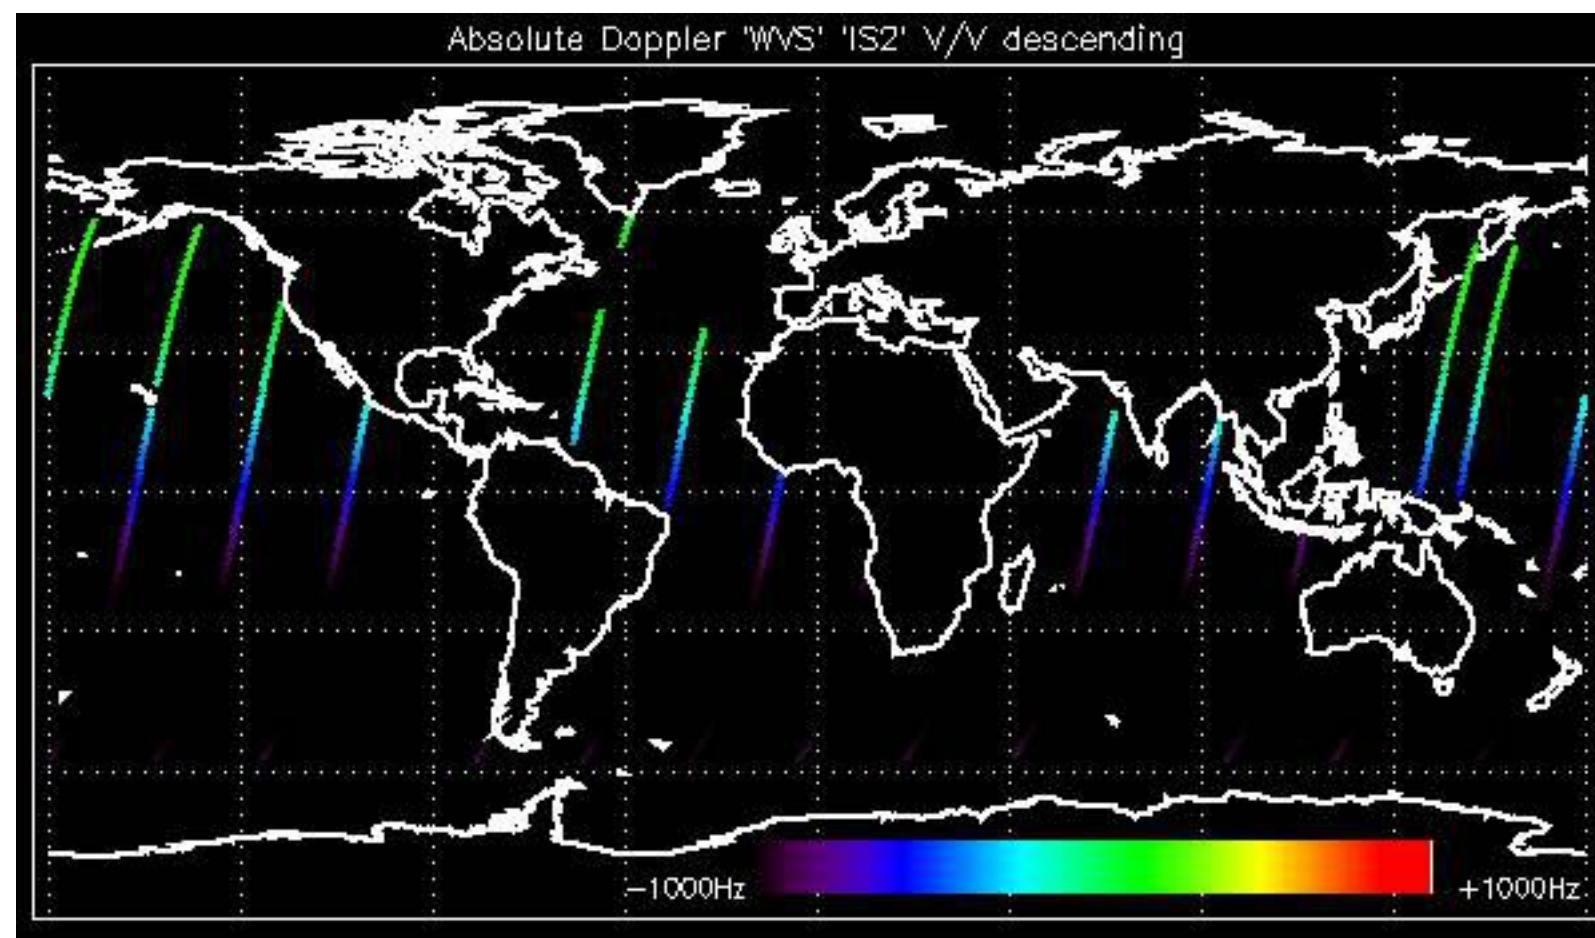 Absolute Doppler 'WVS' 'IS2' V/V descending
−1000Hz
+1000Hz